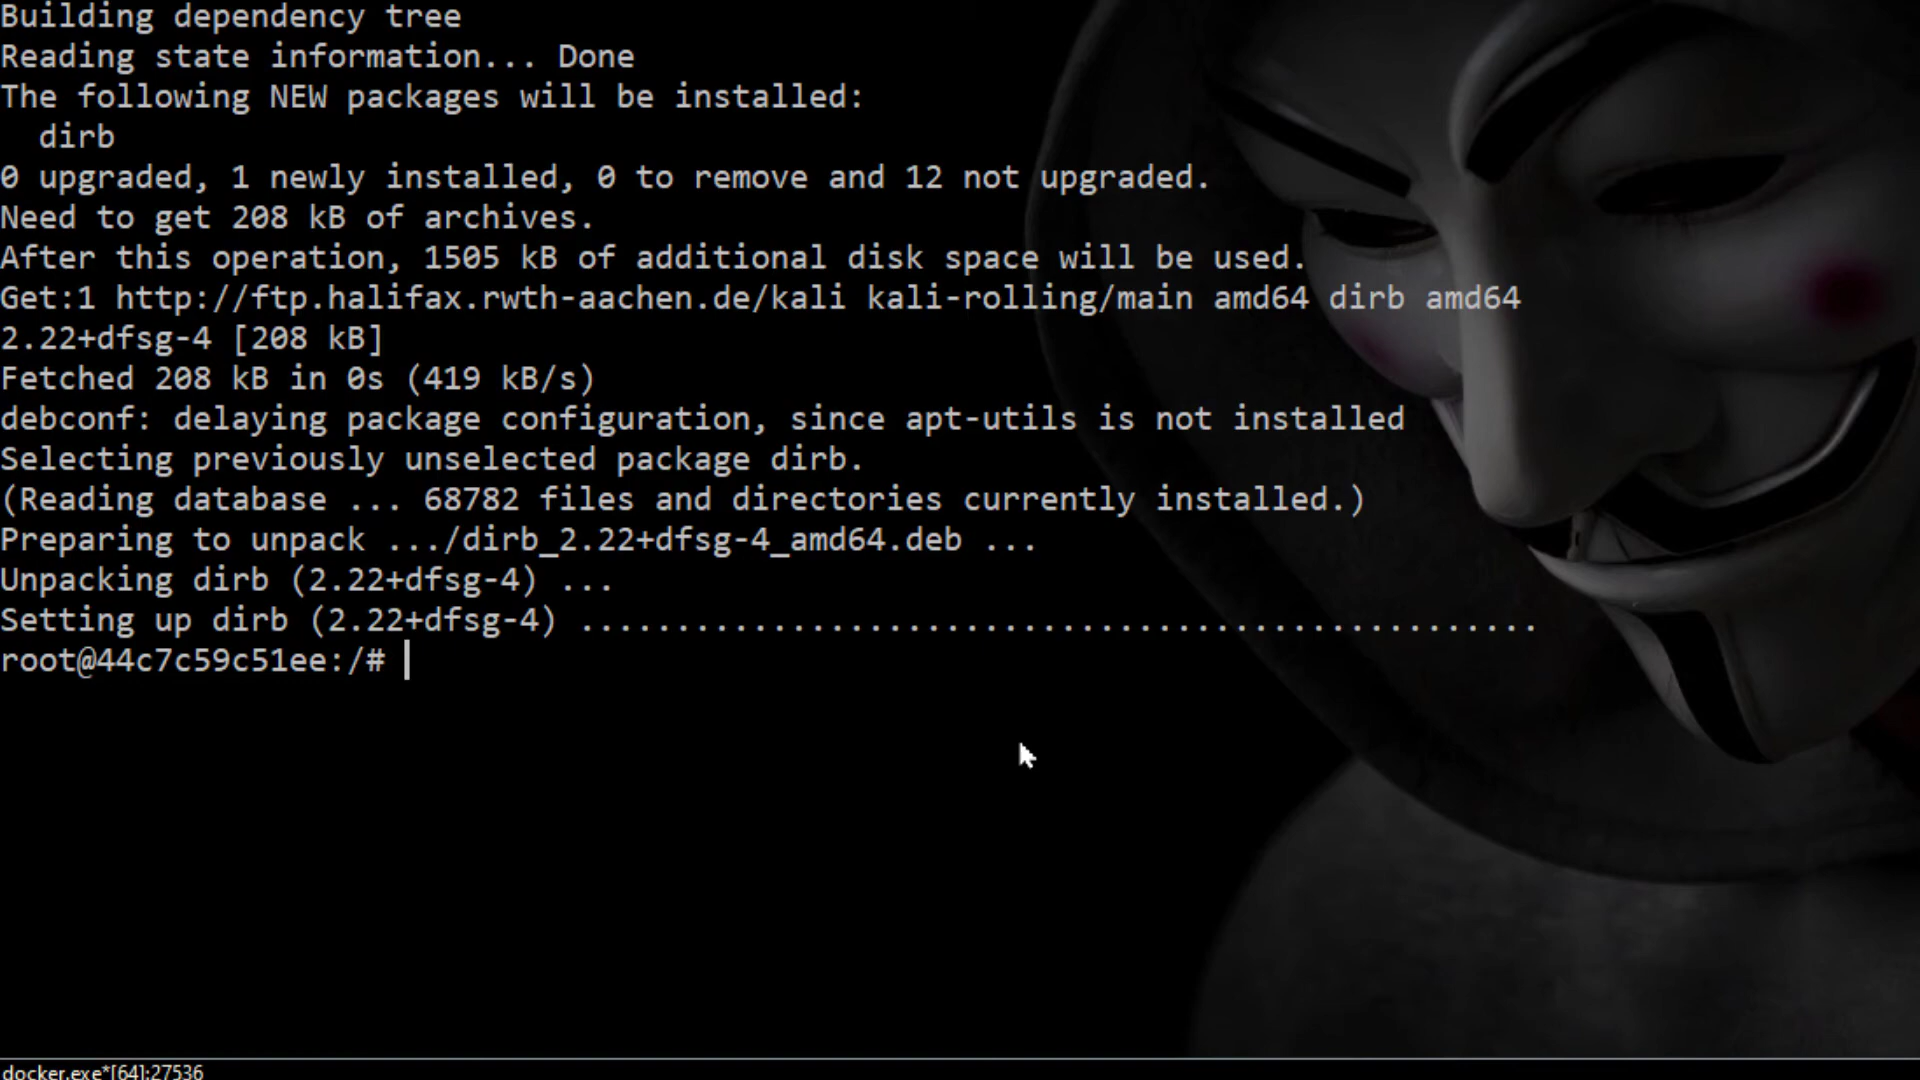 Building dependency tree
Reading state information... Done
The following NEW packages will be installed:
  dirb
0 upgraded, 1 newly installed, 0 to remove and 12 not upgraded.
Need to get 208 kB of archives.
After this operation, 1505 kB of additional disk space will be used.
Get:1 http://ftp.halifax.rwth-aachen.de/kali kali-rolling/main amd64 dirb amd64
2.22+dfsg-4 [208 kB]
Fetched 208 kB in 0s (419 kB/s)
debconf: delaying package configuration, since apt-utils is not installed
Selecting previously unselected package dirb.
(Reading database ... 68782 files and directories currently installed.)
Preparing to unpack .../dirb_2.22+dfsg-4_amd64.deb ...
Unpacking dirb (2.22+dfsg-4) ...
Setting up dirb (2.22+dfsg-4) ..................................................
root@44c7c59c51ee:/#
docker.exe*[64]:27536